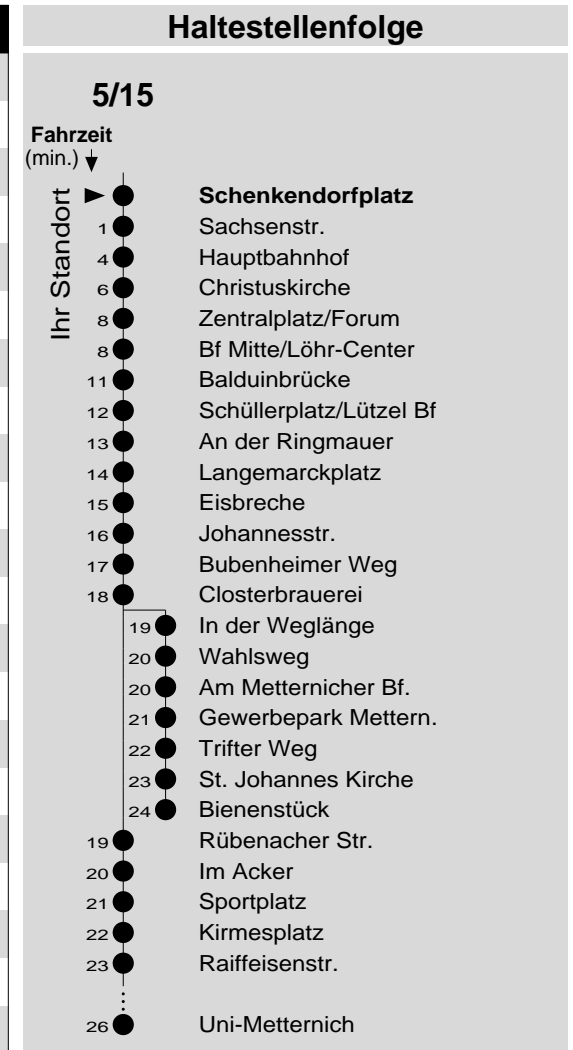 Haltestellenfolge
5/15
Fahrzeit
(min.)
Ihr Standort
Schenkendorfplatz
1 Sachsenstr.
4 Hauptbahnhof
6 Christuskirche
8 Zentralplatz/Forum
8 Bf Mitte/Löhr-Center
11 Balduinbrücke
12 Schüllerplatz/Lützel Bf
13 An der Ringmauer
14 Langemarckplatz
15 Eisbreche
16 Johannesstr.
17 Bubenheimer Weg
18 Closterbrauerei
19 In der Weglänge
20 Wahlsweg
20 Am Metternicher Bf.
21 Gewerbepark Mettern.
22 Trifter Weg
23 St. Johannes Kirche
24 Bienenstück
19 Rübenacher Str.
20 Im Acker
21 Sportplatz
22 Kirmesplatz
23 Raiffeisenstr.
26 Uni-Metternich